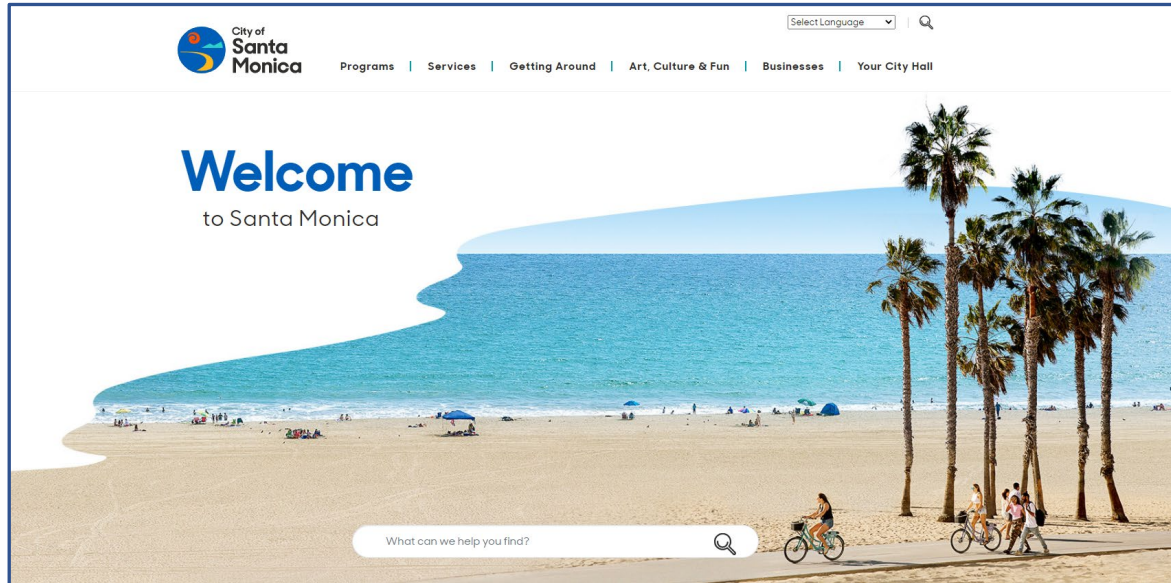 City of
Santa
Monica
Select Language
Programs | Services | Getting Around | Art, Culture & Fun | Businesses | Your City Hall
Welcome
to Santa Monica
What can we help you find?